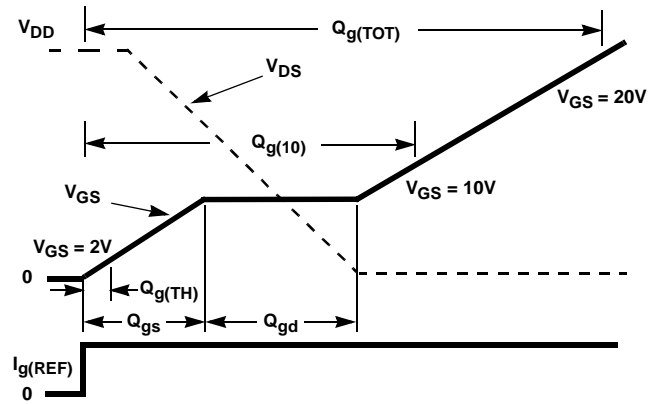 V_DD
Q_g(TOT)
V_DS
V_GS = 20V
Q_g(10)
V_GS
V_GS = 10V
V_GS = 2V
0
Q_g(TH)
Q_gs
Q_gd
I_g(REF)
0